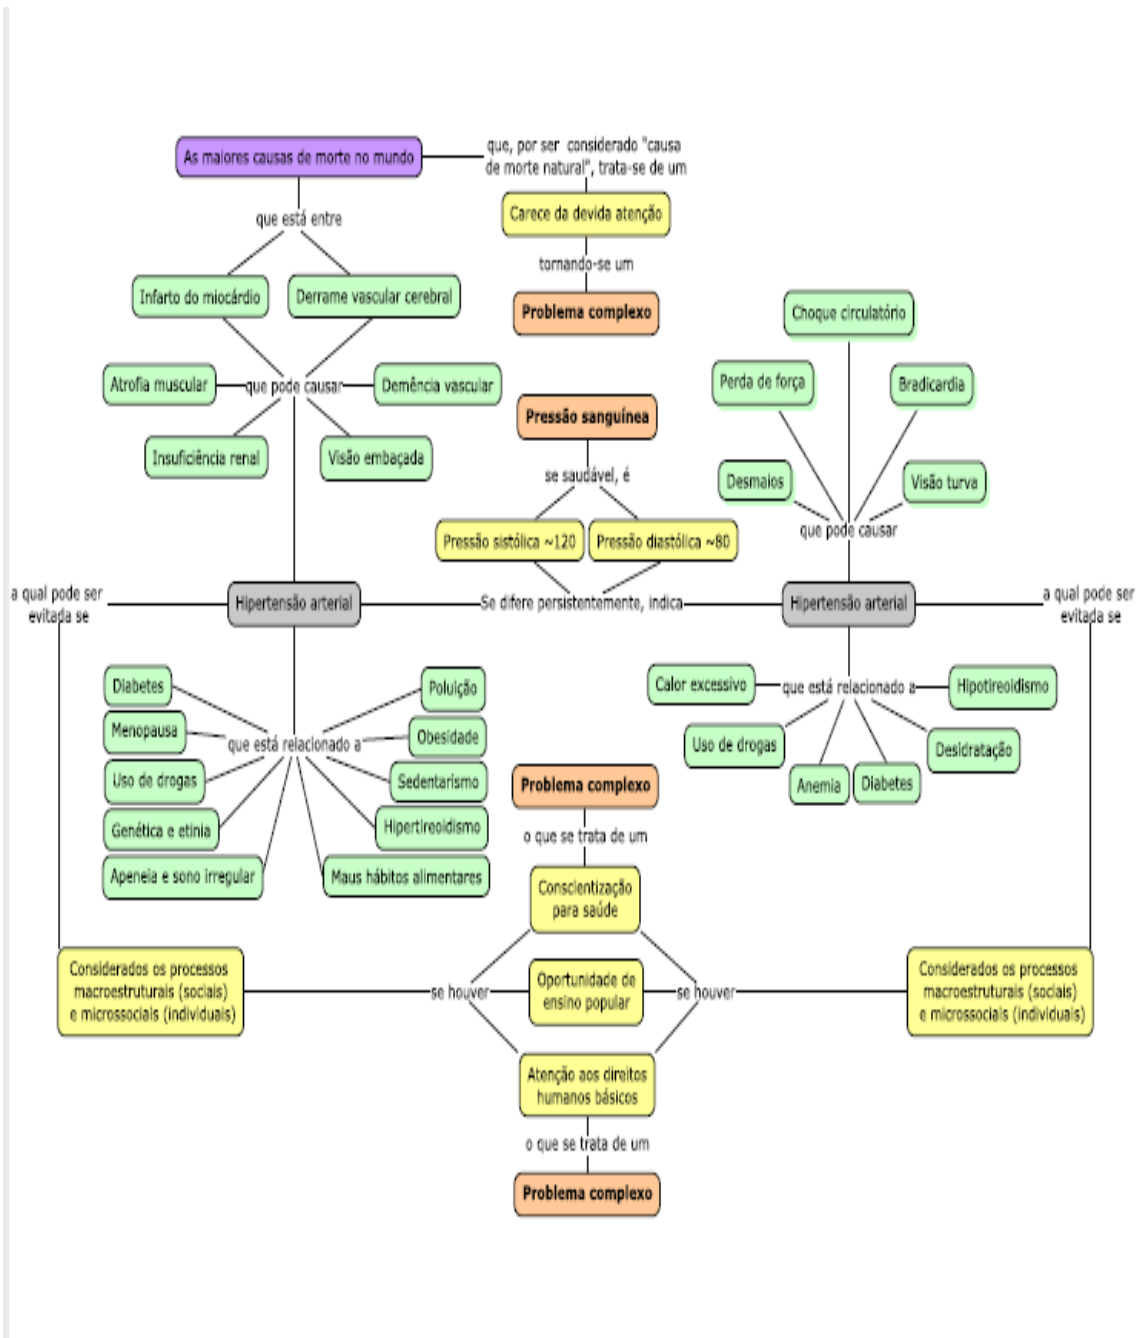 As maiores causas de morte no mundo
que, por ser considerado "causa
de morte natural", trata-se de um
Carece da devida atenção
tornando-se um
Problema complexo
que está entre
Infarto do miocárdio
Derrame vascular cerebral
Atrofia muscular
que pode causar
Demência vascular
Insuficiência renal
Visão embaçada
Pressão sanguínea
se saudável, é
Pressão sistólica ~120
Pressão diastólica ~80
Choque circulatório
Perda de força
Bradicardia
Desmaios
Visão turva
que pode causar
a qual pode ser
evitada se
Hipertensão arterial
Se difere persistentemente, indica
Hipertensão arterial
a qual pode ser
evitada se
Diabetes
Poluição
Menopausa
que está relacionado a
Obesidade
Uso de drogas
Sedentarismo
Genética e etinia
Hipertireoidismo
Apeneia e sono irregular
Maus hábitos alimentares
Calor excessivo
que está relacionado a
Hipotireoidismo
Uso de drogas
Desidratação
Anemia
Diabetes
Problema complexo
o que se trata de um
Conscientização
para saúde
Considerados os processos
macroestruturais (sociais)
e microssociais (individuais)
se houver
Oportunidade de
ensino popular
se houver
Considerados os processos
macroestruturais (sociais)
e microssociais (individuais)
Atenção aos direitos
humanos básicos
o que se trata de um
Problema complexo